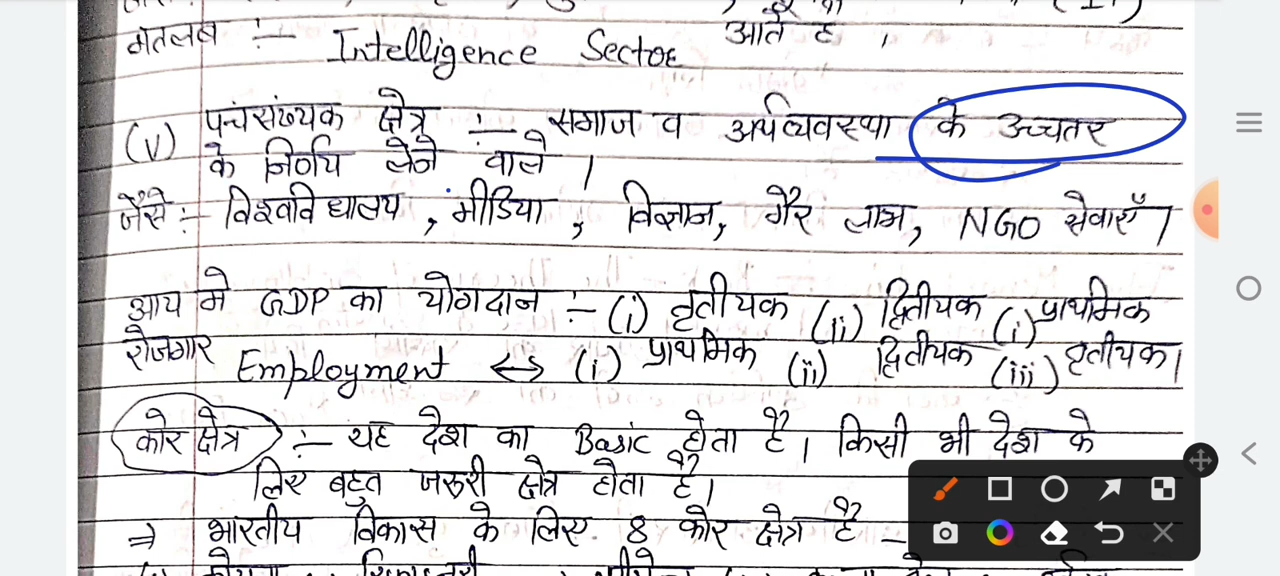 मतलब :- Intelligence Sector आते है ,
(v) पंचसंख्यक क्षेत्र :- समाज व अर्थव्यवस्था के उच्चतर
के निर्णय लेने वाले ।
जैसे :- विश्वविद्यालय , मीडिया , विज्ञान, गैर लाभ, NGO सेवाएँ ।
आय मे GDP का योगदान :- (i) तृतीयक (ii) द्वितीयक (i) प्राथमिक
रोजगार Employment ↔ (i) प्राथमिक (ii) द्वितीयक (iii) तृतीयक।
कोर क्षेत्र :- यह देश का Basic होता है। किसी भी देश के
लिए बहुत जरूरी क्षेत्र होता है।
⇒ भारतीय विकास के लिए 8 कोर क्षेत्र है -